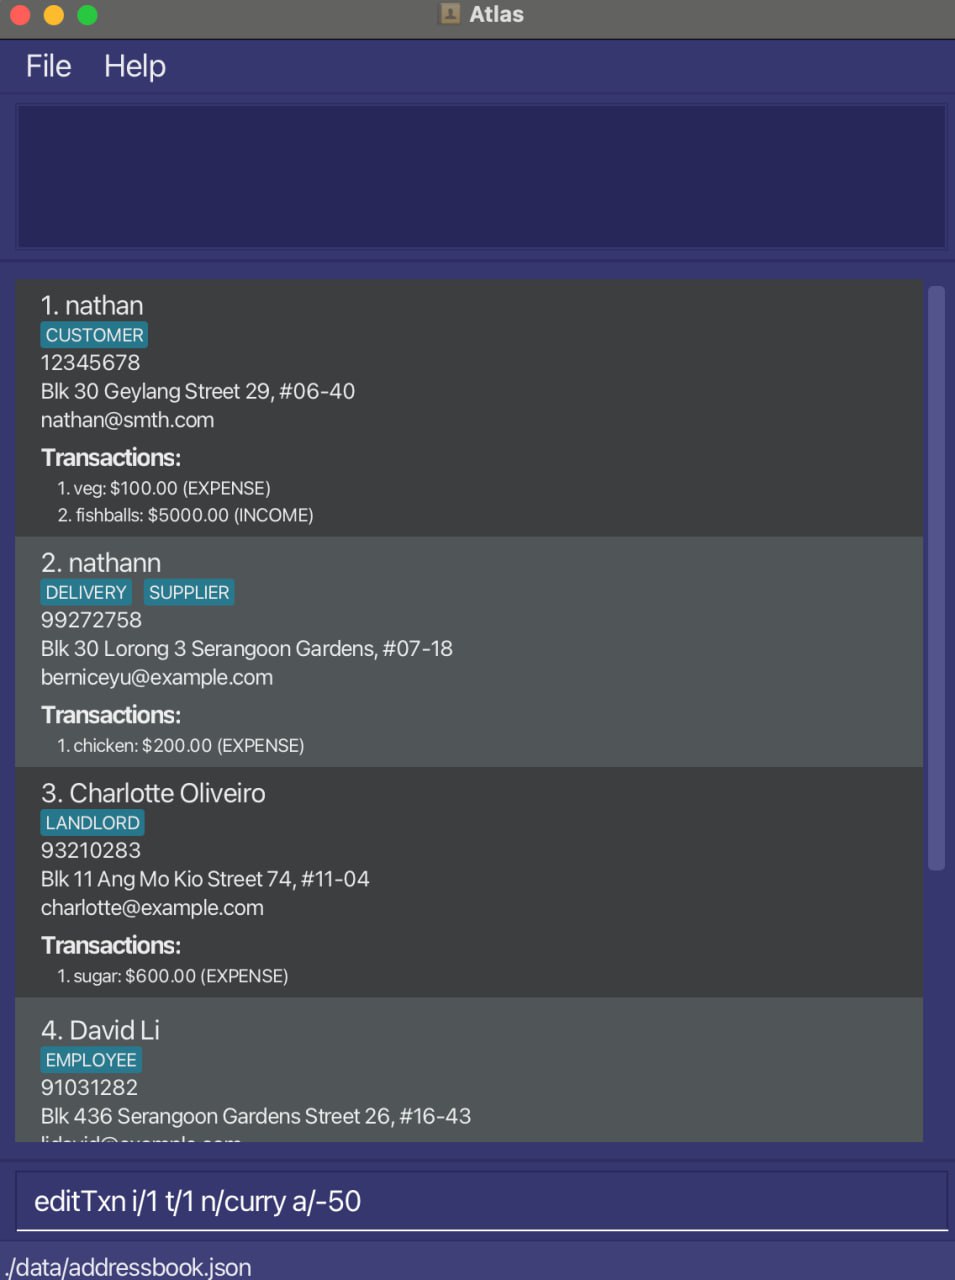 Atlas
File Help
1. nathan
CUSTOMER
12345678
Blk 30 Geylang Street 29, #06-40
nathan@smth.com
Transactions:
1. veg: $100.00 (EXPENSE)
2. fishballs: $5000.00 (INCOME)
2. nathann
DELIVERY SUPPLIER
99272758
Blk 30 Lorong 3 Serangoon Gardens, #07-18
berniceyu@example.com
Transactions:
1. chicken: $200.00 (EXPENSE)
3. Charlotte Oliveiro
LANDLORD
93210283
Blk 11 Ang Mo Kio Street 74, #11-04
charlotte@example.com
Transactions:
1. sugar: $600.00 (EXPENSE)
4. David Li
EMPLOYEE
91031282
Blk 436 Serangoon Gardens Street 26, #16-43
lidavid@example.com
editTxn i/1 t/1 n/curry a/-50
./data/addressbook.json